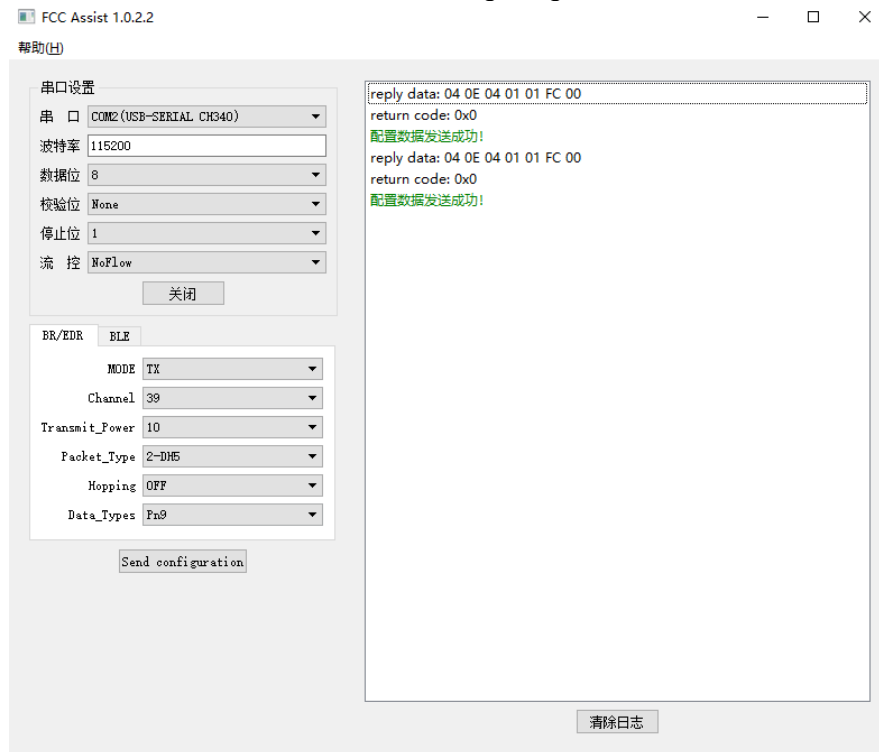 FCC Assist 1.0.2.2
帮助(H)
串口设置
串 口 COM2(USB-SERIAL CH340)
波特率 115200
数据位 8
校验位 None
停止位 1
流 控 NoFlow
关闭
BR/EDR BLE
MODE TX
Channel 39
Transmit_Power 10
Packet_Type 2-DH5
Hopping OFF
Data_Types Pn9
Send configuration
reply data: 04 0E 04 01 01 FC 00
return code: 0x0
配置数据发送成功!
reply data: 04 0E 04 01 01 FC 00
return code: 0x0
配置数据发送成功!
清除日志